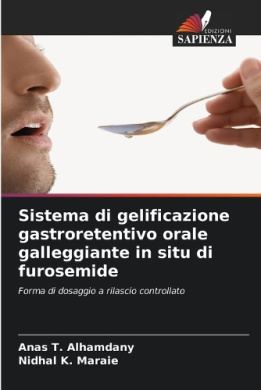 EDIZIONI
SAPIENZA
Sistema di gelificazione
gastroretentivo orale
galleggiante in situ di
furosemide
Forma di dosaggio a rilascio controllato
Anas T. Alhamdany
Nidhal K. Maraie